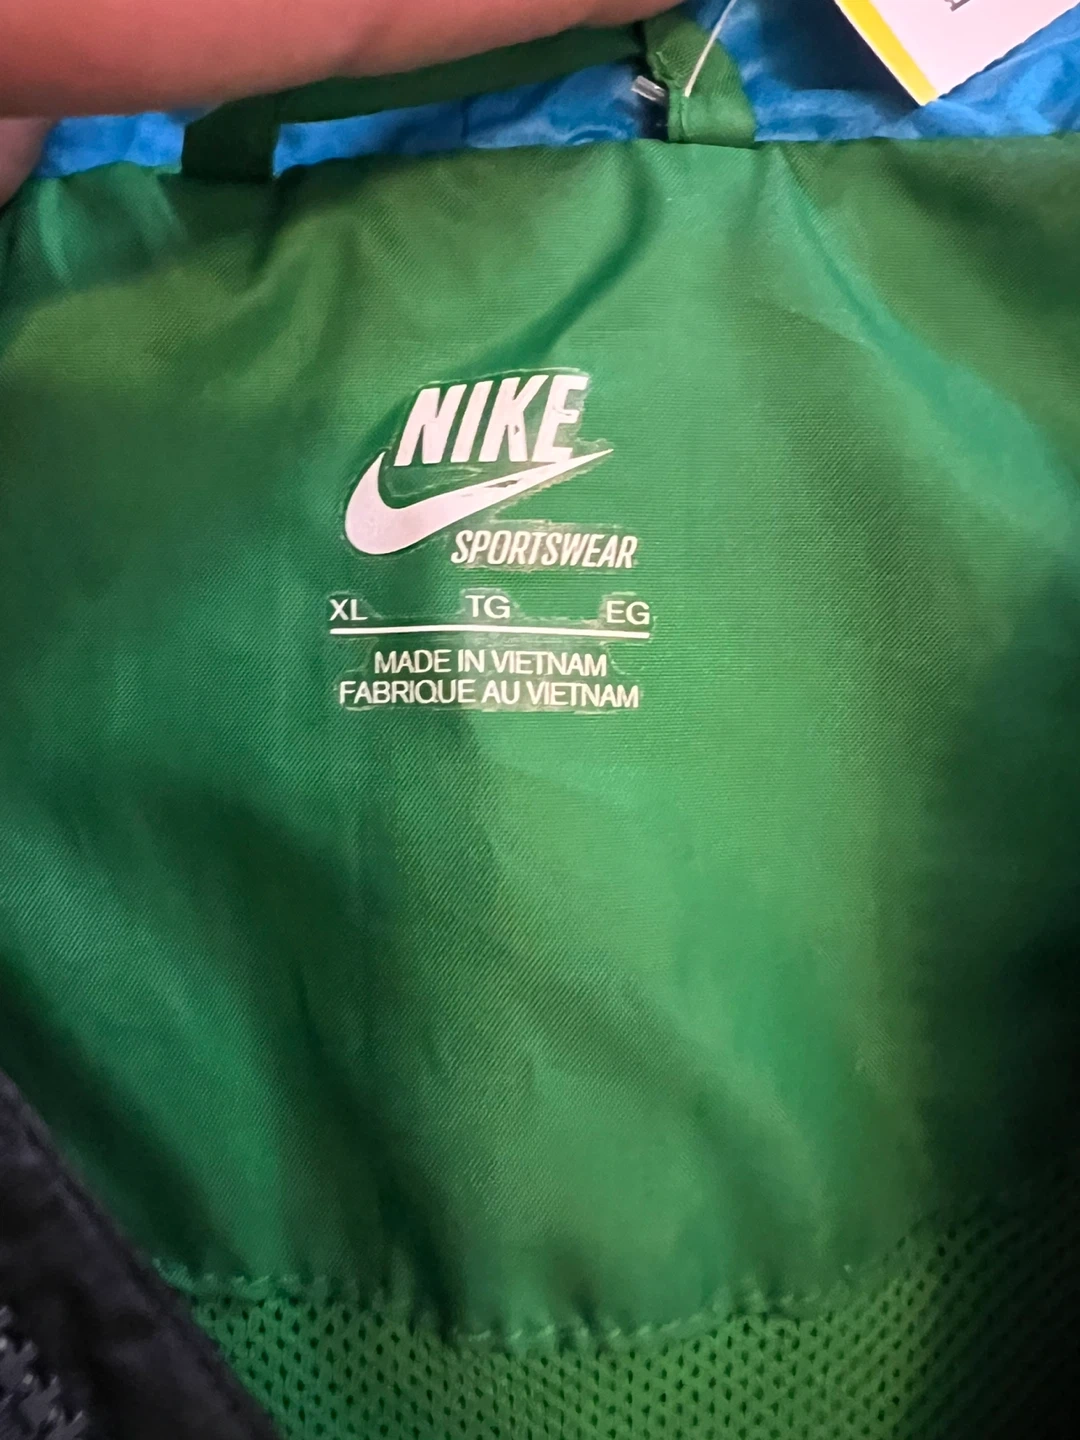 NIKE
SPORTSWEAR
XL TG EG
MADE IN VIETNAM
FABRIQUE AU VIETNAM